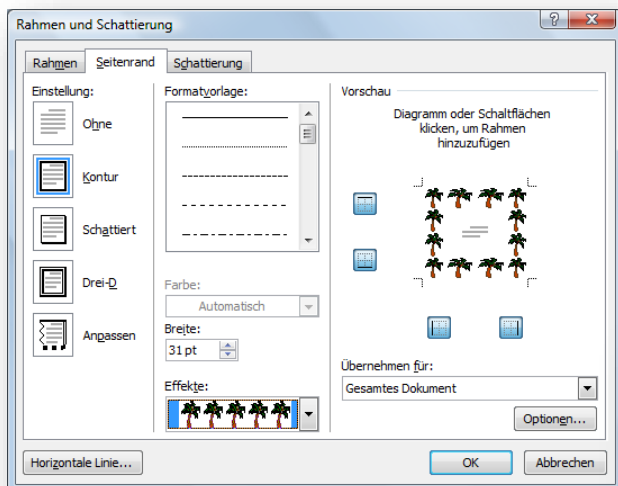 Rahmen und Schattierung
Rahmen Seitenrand Schattierung
Einstellung:
Ohne
Kontur
Schattiert
Drei-D
Anpassen
Formatvorlage:
Farbe:
Automatisch
Breite:
31 pt
Effekte:
Vorschau
Diagramm oder Schaltflächen
klicken, um Rahmen
hinzuzufügen
Übernehmen für:
Gesamtes Dokument
Optionen...
Horizontale Linie...
OK
Abbrechen